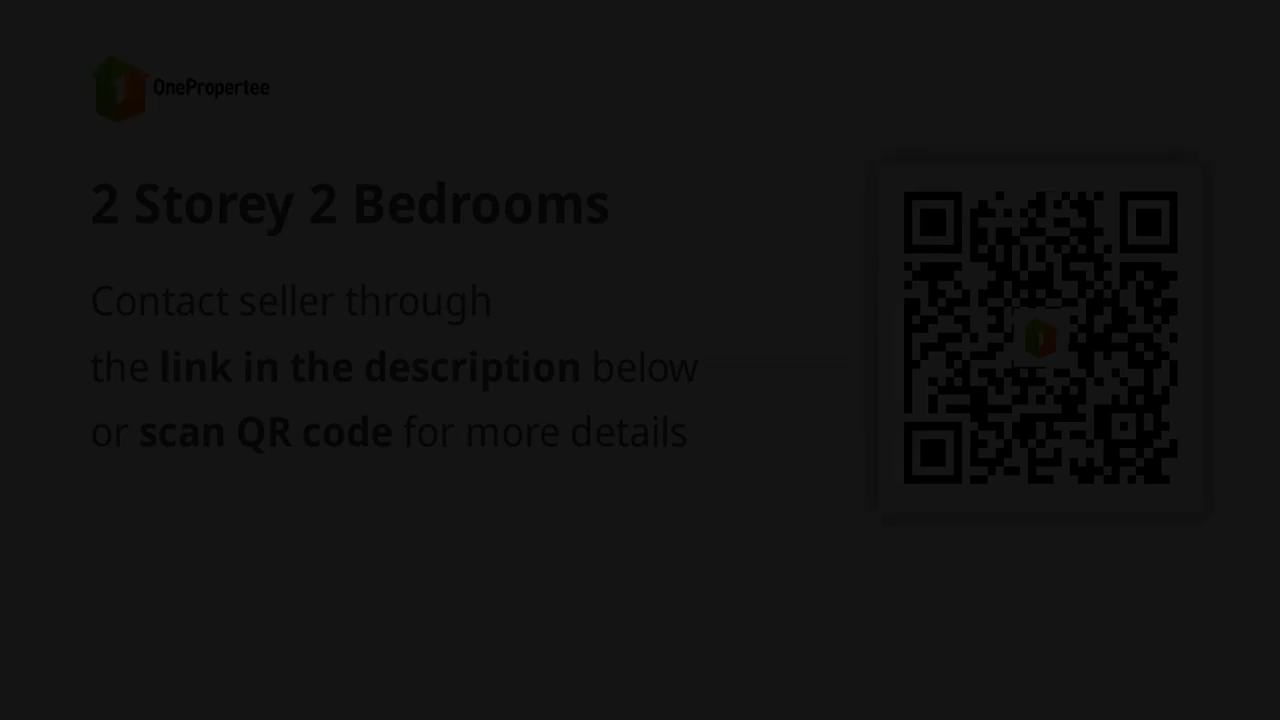 OnePropertee
2 Storey 2 Bedrooms
Contact seller through
the link in the description below
or scan QR code for more details